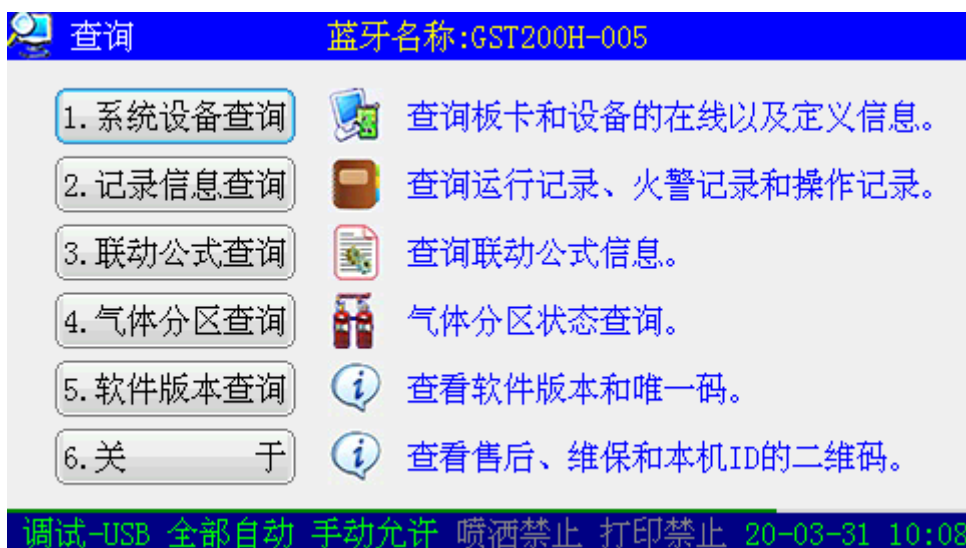 查询 蓝牙名称:GST200H-005
1.系统设备查询 查询板卡和设备的在线以及定义信息。
2.记录信息查询 查询运行记录、火警记录和操作记录。
3.联动公式查询 查询联动公式信息。
4.气体分区查询 气体分区状态查询。
5.软件版本查询 查看软件版本和唯一码。
6.关 于 查看售后、维保和本机ID的二维码。
调试-USB 全部自动 手动允许 喷洒禁止 打印禁止 20-03-31 10:08